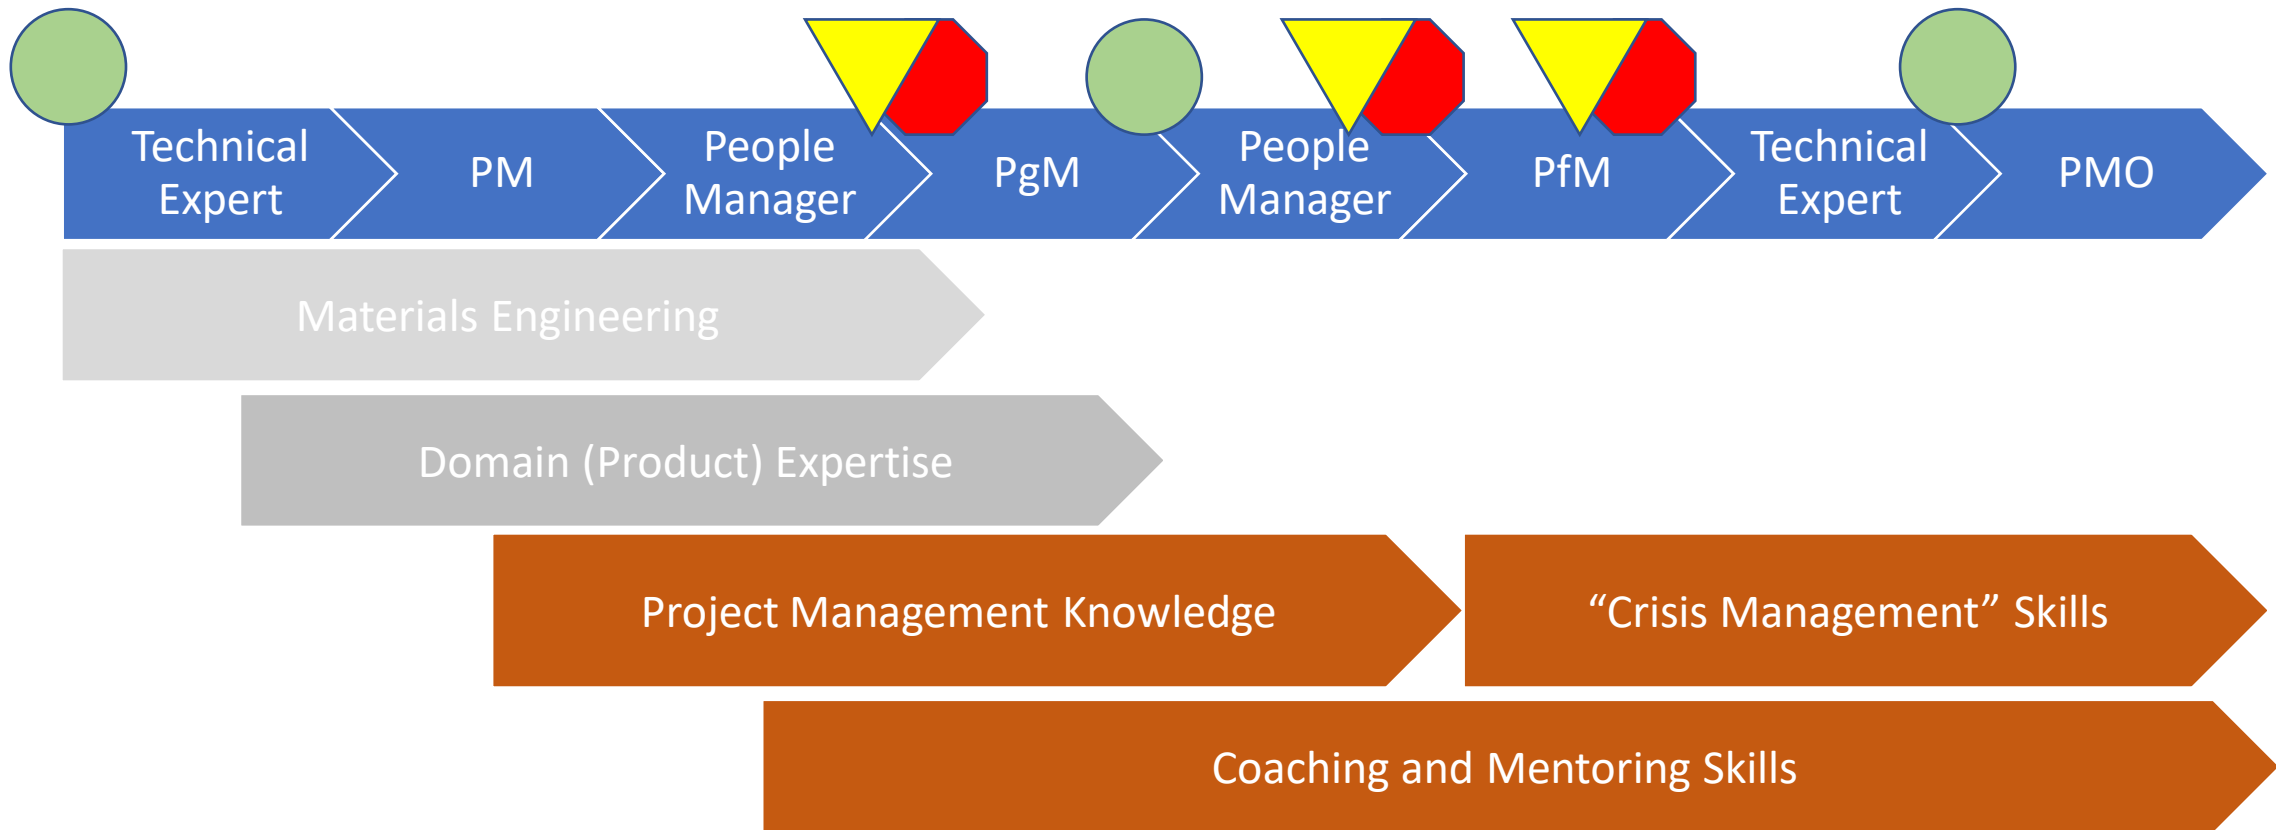 Technical
Expert
PM
People
Manager
PgM
People
Manager
PfM
Technical
Expert
PMO
Materials Engineering
Domain (Product) Expertise
Project Management Knowledge
“Crisis Management” Skills
Coaching and Mentoring Skills